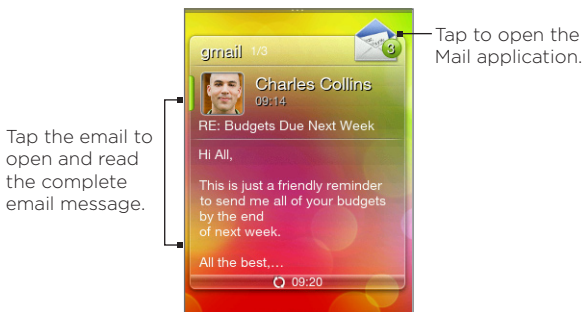 Tap to open the
Mail application.
3
gmail 1/3
Charles Collins
09:14
RE: Budgets Due Next Week
Hi All,
This is just a friendly reminder
to send me all of your budgets
by the end
of next week.
All the best,…
09:20
Tap the email to
open and read
the complete
email message.